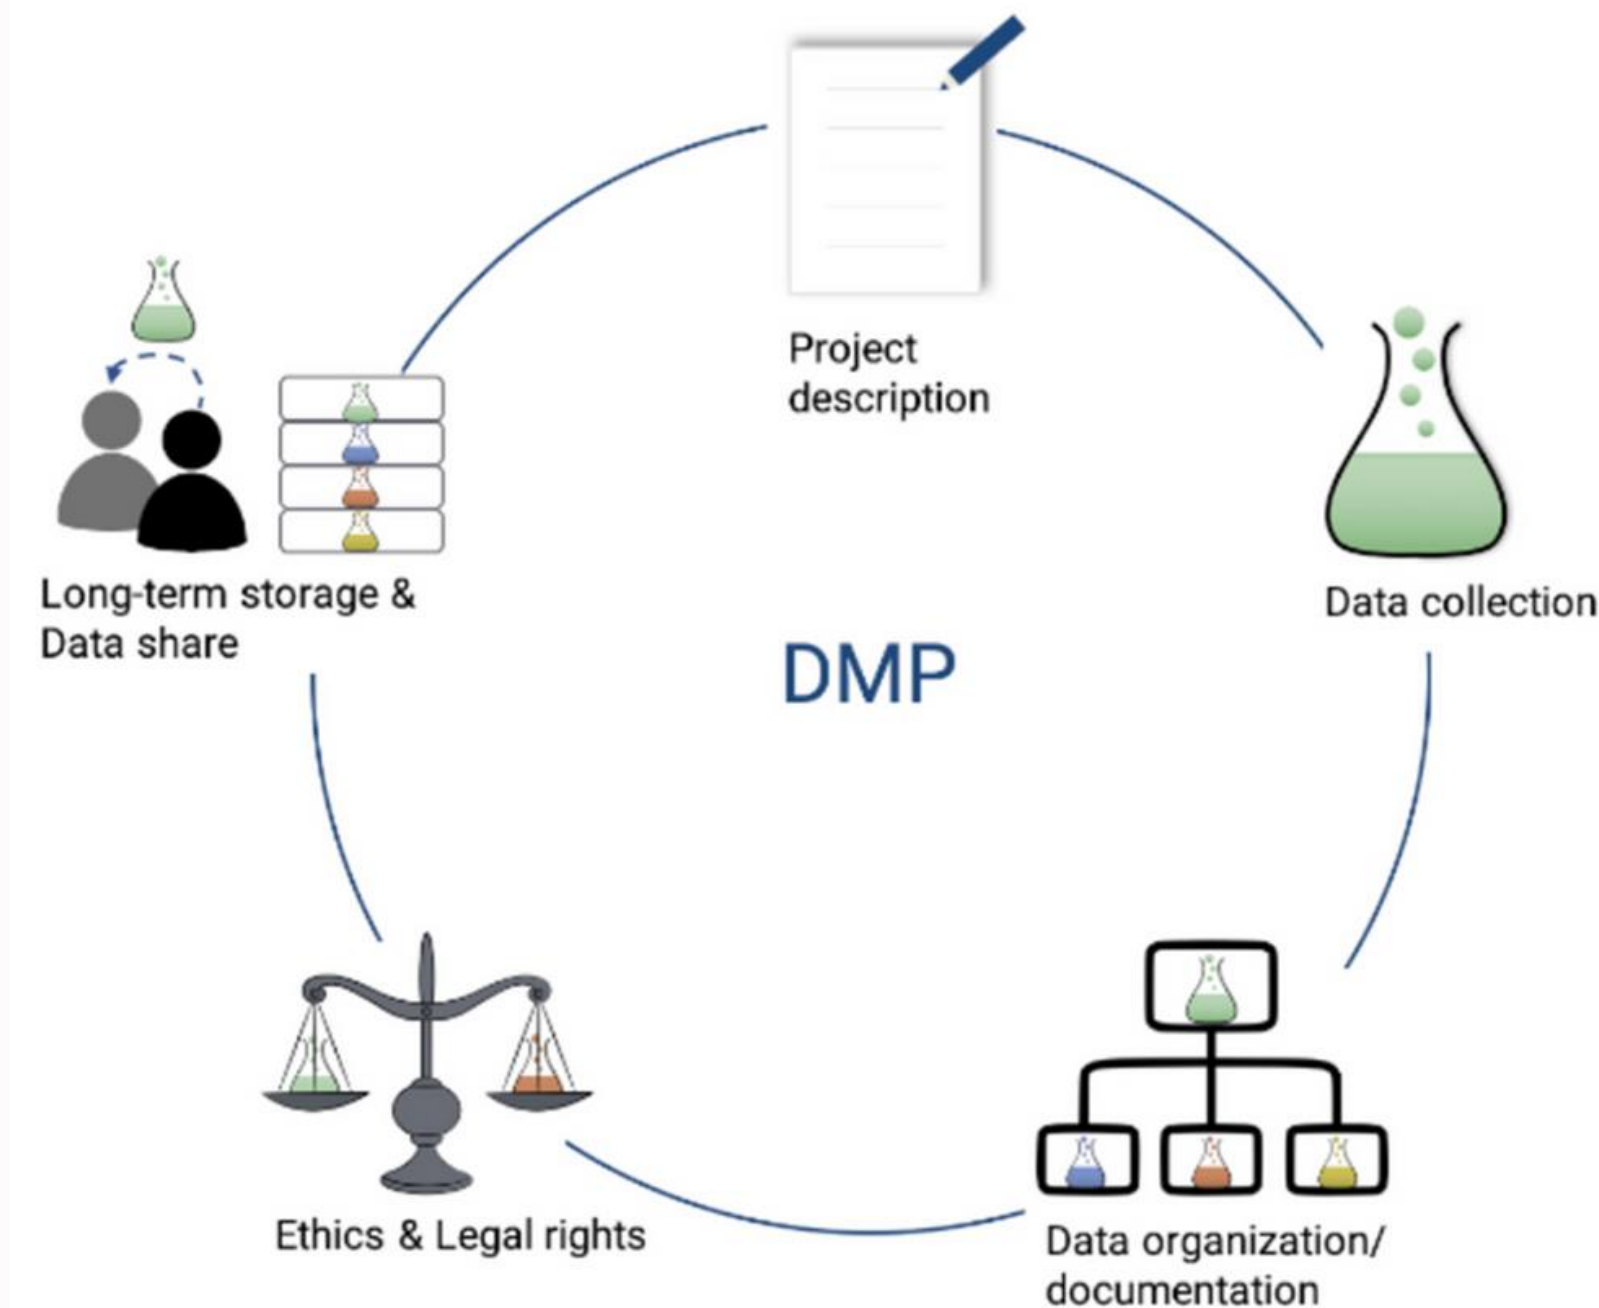 Project
description
Data collection
Long-term storage &
Data share
DMP
Ethics & Legal rights
Data organization/
documentation